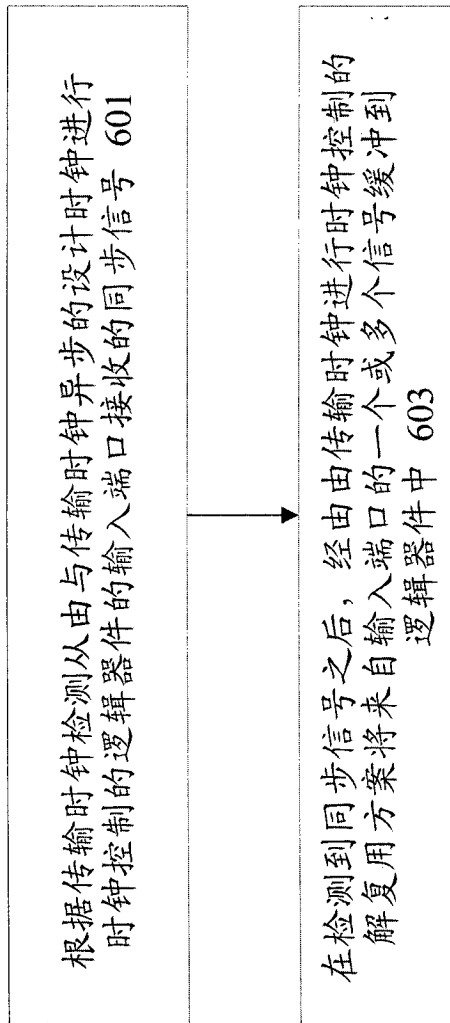 根据传输时钟检测从由与传输时钟异步的设计时钟进行
时钟控制的逻辑器件的输入端口接收的同步信号 601
在检测到同步信号之后，经由由传输时钟进行时钟控制的
解复用方案将来自输入端口的一个或多个信号缓冲到
逻辑器件中 603